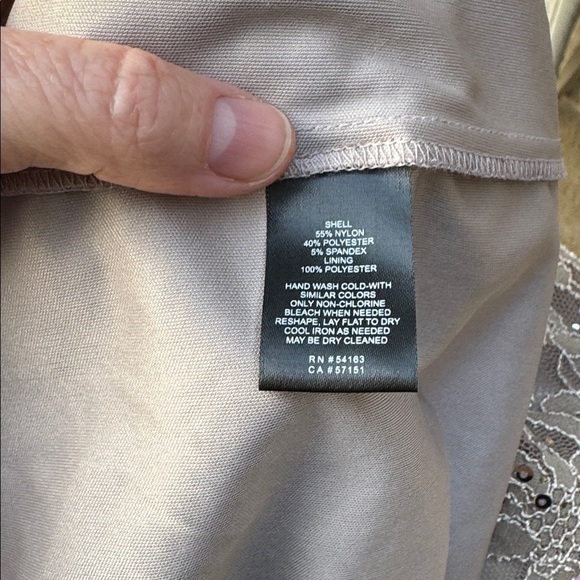 SHELL
55% NYLON
40% POLYESTER
5% SPANDEX
LINING
100% POLYESTER
HAND WASH COLD-WITH
SIMILAR COLORS
ONLY NON-CHLORINE
BLEACH WHEN NEEDED
RESHAPE, LAY FLAT TO DRY
COOL IRON AS NEEDED
MAY BE DRY CLEANED
RN #54163
CA #57151